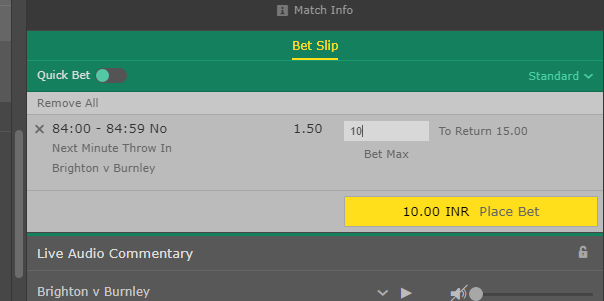 Match Info
Bet Slip
Quick Bet Standard
Remove All
84:00 - 84:59 No 1.50 10 To Return 15.00
Next Minute Throw In Bet Max
Brighton v Burnley
10.00 INR Place Bet
Live Audio Commentary
Brighton v Burnley